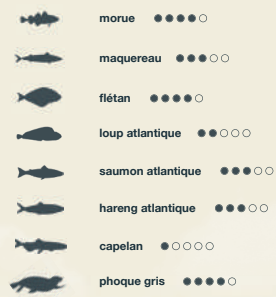 morue
maquereau
flétan
loup atlantique
saumon atlantique
hareng atlantique
capelan
phoque gris